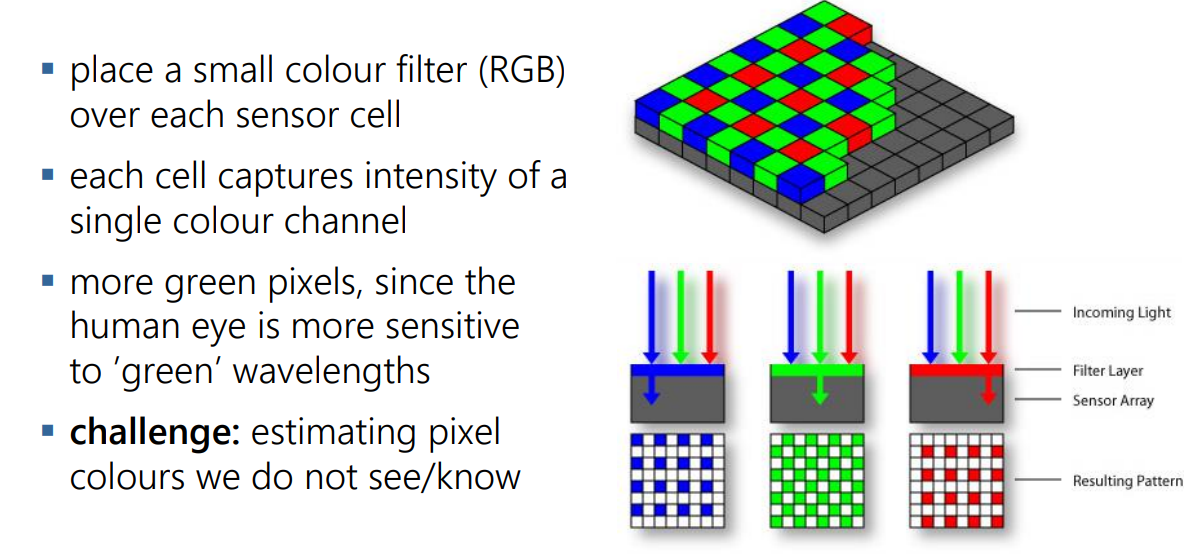 ▪ place a small colour filter (RGB)
over each sensor cell
▪ each cell captures intensity of a
single colour channel
▪ more green pixels, since the
human eye is more sensitive
to ‘green’ wavelengths
▪ challenge: estimating pixel
colours we do not see/know
Incoming Light
Filter Layer
Sensor Array
Resulting Pattern